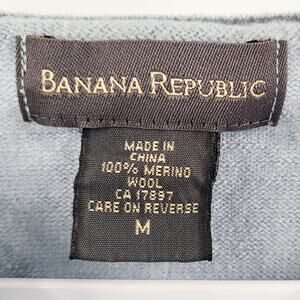 BANANA REPUBLIC
MADE IN
CHINA
100% MERINO
WOOL
CA 17897
CARE ON REVERSE
M